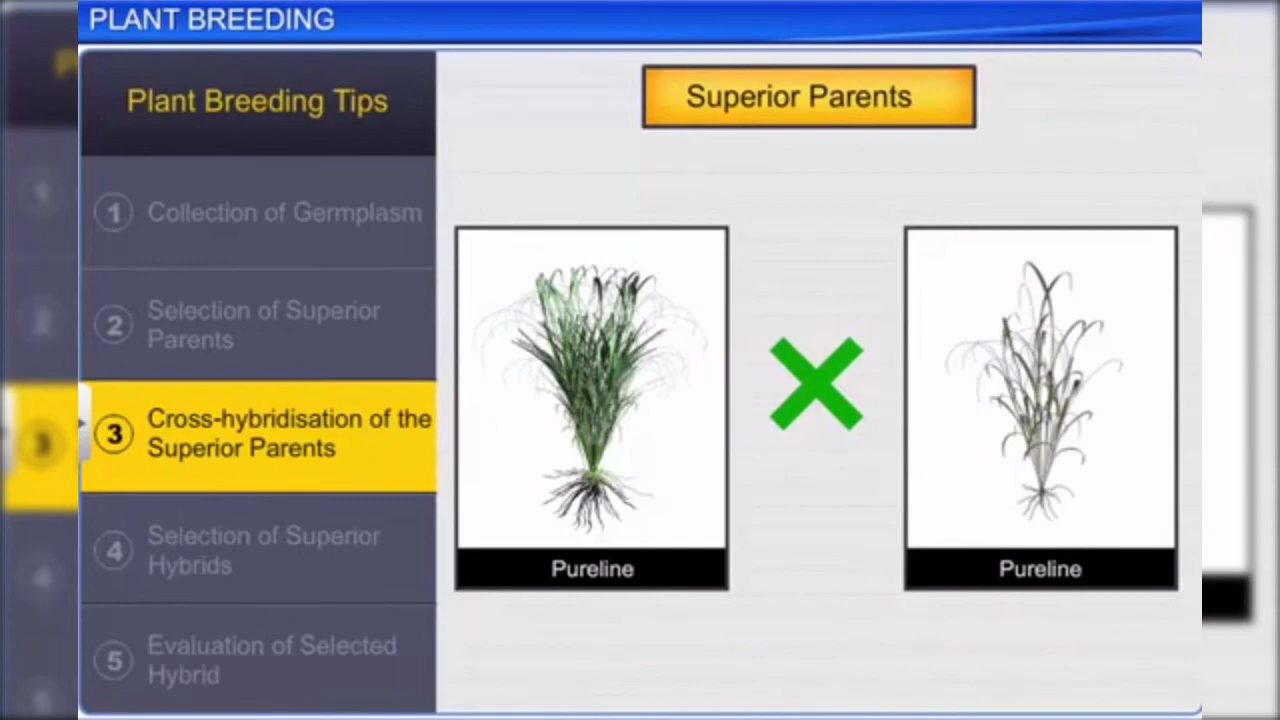 PLANT BREEDING
Plant Breeding Tips
1 Collection of Germplasm
2 Selection of Superior
Parents
3 Cross-hybridisation of the
Superior Parents
4 Selection of Superior
Hybrids
5 Evaluation of Selected
Hybrid
Superior Parents
Pureline
Pureline